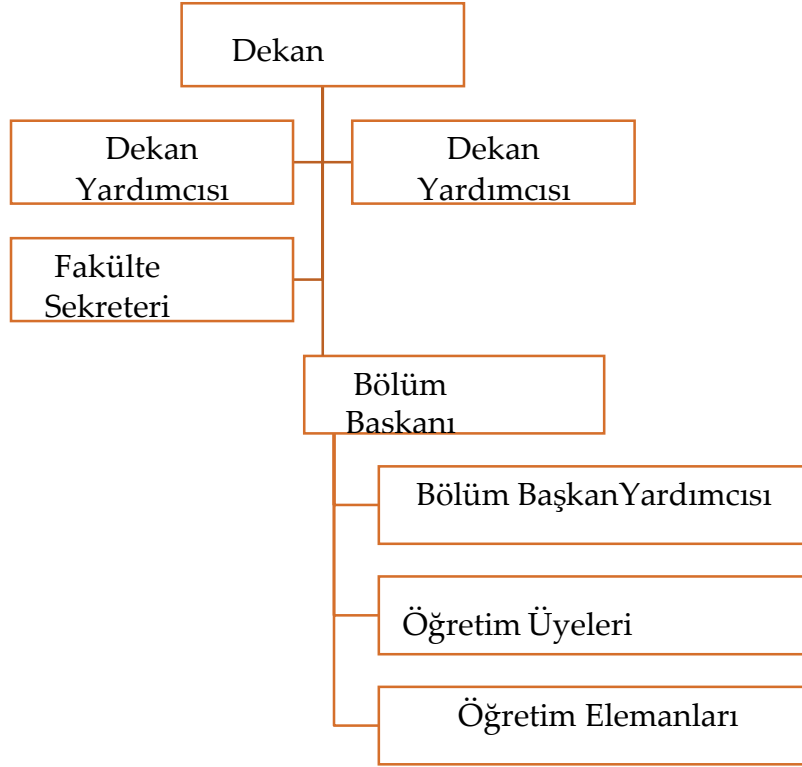 Dekan
Dekan
Yardımcısı
Dekan
Yardımcısı
Fakülte
Sekreteri
Bölüm
Baskanı
Bölüm BaşkanYardımcısı
Öğretim Üyeleri
Öğretim Elemanları